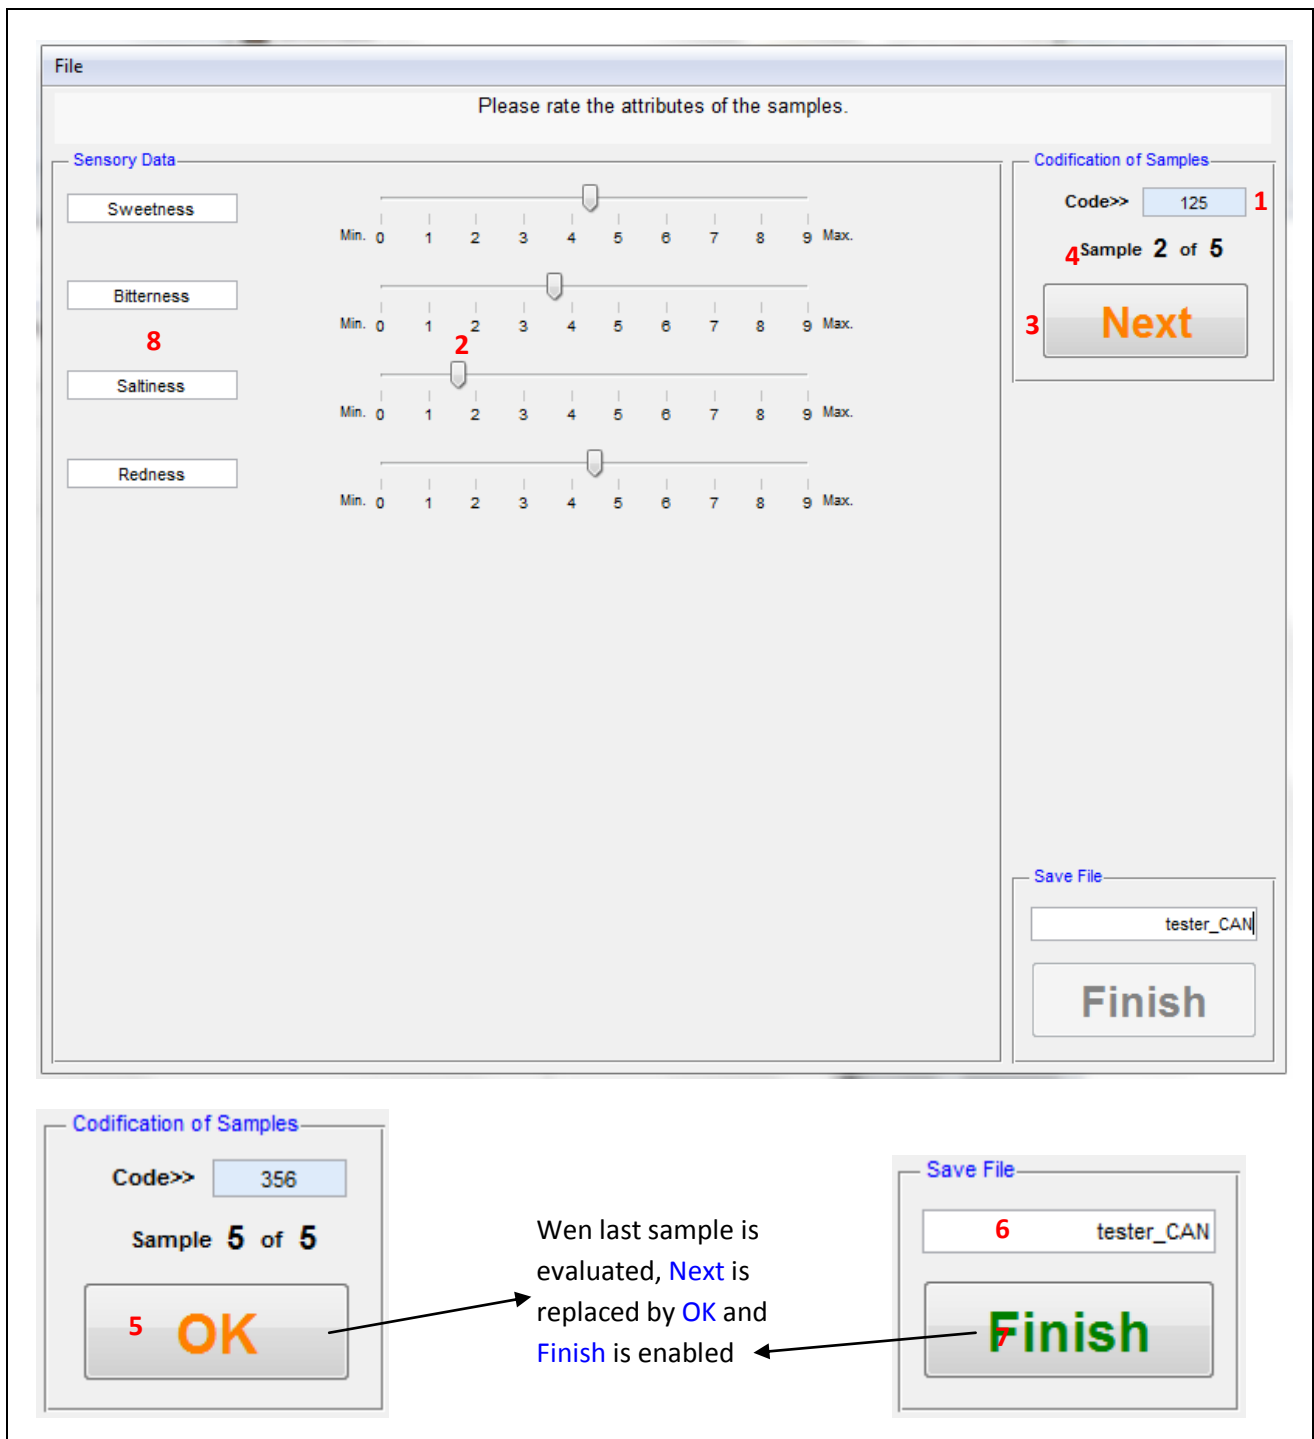 File
Please rate the attributes of the samples.
Sensory Data
Sweetness
Min. 0 1 2 3 4 5 6 7 8 9 Max.
Bitterness
Min. 0 1 2 3 4 5 6 7 8 9 Max.
8
2
Saltiness
Min. 0 1 2 3 4 5 6 7 8 9 Max.
Redness
Min. 0 1 2 3 4 5 6 7 8 9 Max.
Codification of Samples
Code>> 125 1
4 Sample 2 of 5
3 Next
Save File
tester_CAN
Finish
Codification of Samples
Code>> 356
Sample 5 of 5
5 OK
Wen last sample is
evaluated, Next is
replaced by OK and
Finish is enabled
Save File
6 tester_CAN
7 Finish